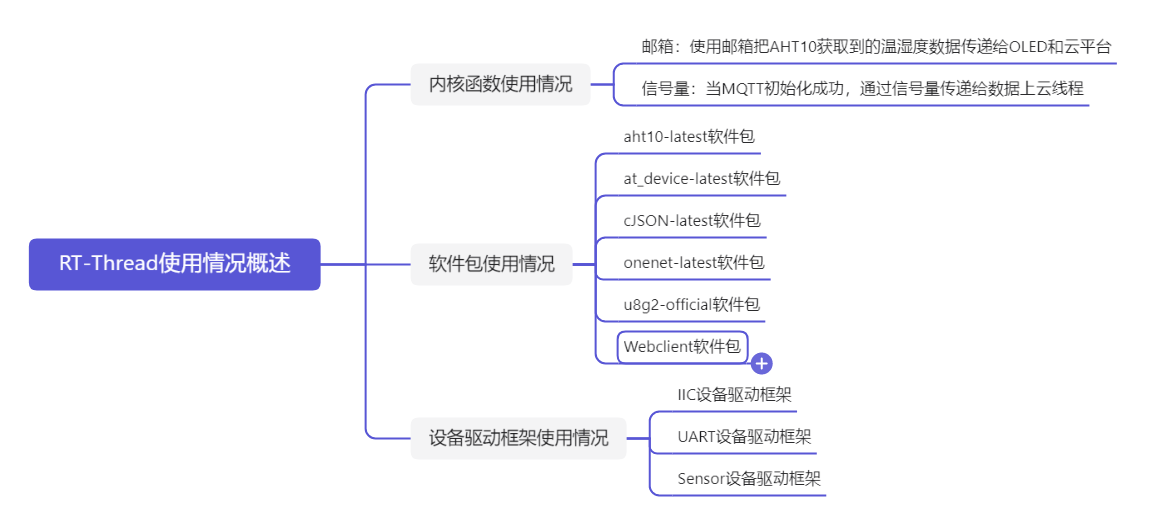 RT-Thread使用情况概述
内核函数使用情况
邮箱：使用邮箱把AHT10获取到的温湿度数据传递给OLED和云平台
信号量：当MQTT初始化成功，通过信号量传递给数据上云线程
软件包使用情况
aht10-latest软件包
at_device-latest软件包
cJSON-latest软件包
onenet-latest软件包
u8g2-official软件包
Webclient软件包
设备驱动框架使用情况
IIC设备驱动框架
UART设备驱动框架
Sensor设备驱动框架